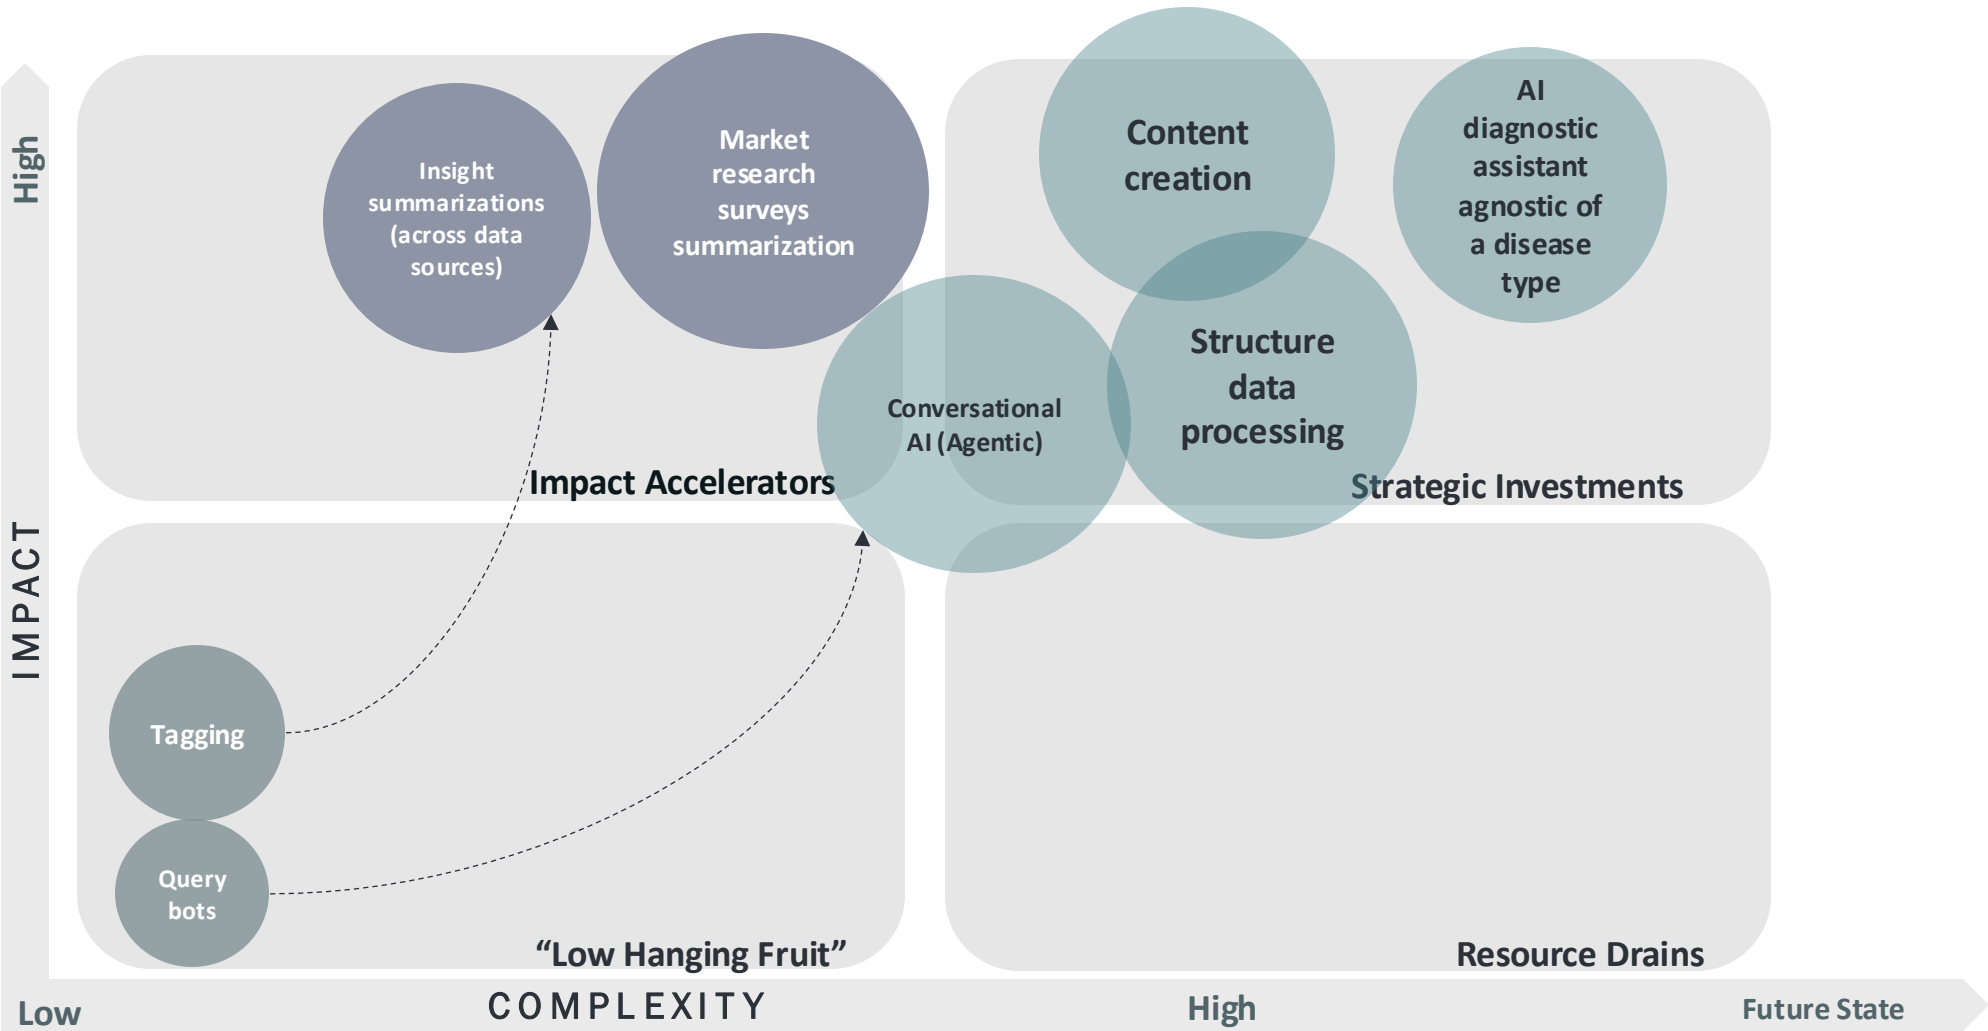 High
IMPACT
Insight
summarizations
(across data
sources)
Market
research
surveys
summarization
Content
creation
AI
diagnostic
assistant
agnostic of
a disease
type
Conversational
AI (Agentic)
Structure
data
processing
Impact Accelerators
Strategic Investments
Tagging
Query
bots
“Low Hanging Fruit”
Resource Drains
Low
COMPLEXITY
High
Future State